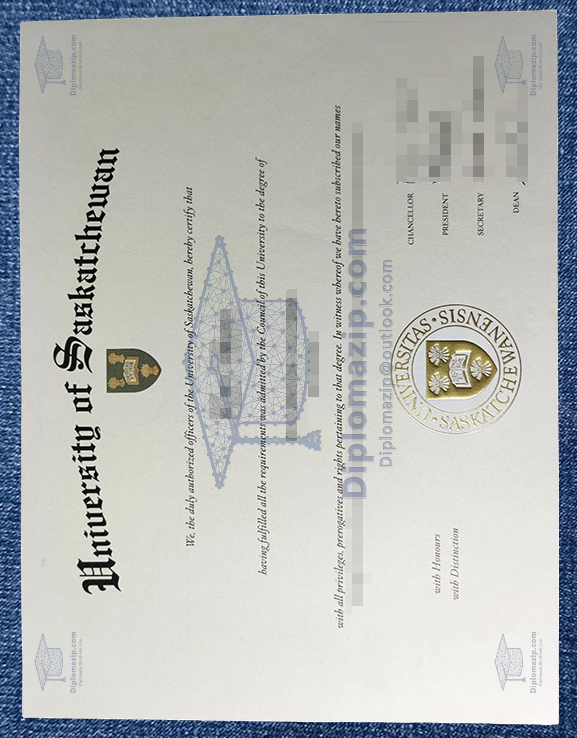 University of Saskatchewan
We, the duly authorized officers of the University of Saskatchewan, hereby certify that
having fulfilled all the requirements was admitted by the Council of this University to the degree of
with all privileges, prerogatives and rights pertaining to that degree. In witness whereof we have hereto subscribed our names
with Honours
with Distinction
UNIVERSITAS · SASKATCHEWANENSIS
CHANCELLOR
PRESIDENT
SECRETARY
DEAN
Diplomazip.com
Diplomazip@outlook.com
Diplomazip.com
Diplomazip.com
Diplomazip.com
Diplomazip.com